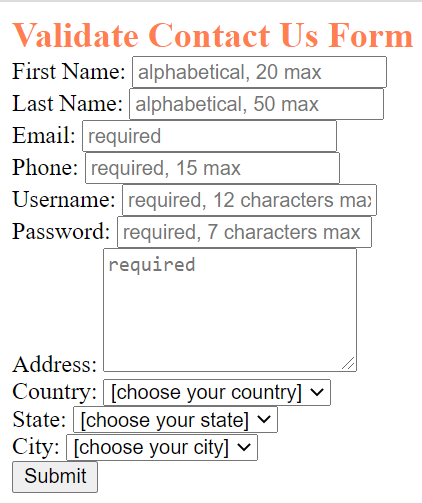 Validate Contact Us Form
First Name: alphabetical, 20 max
Last Name: alphabetical, 50 max
Email: required
Phone: required, 15 max
Username: required, 12 characters max
Password: required, 7 characters max
required
Address:
Country: [choose your country]
State: [choose your state]
City: [choose your city]
Submit